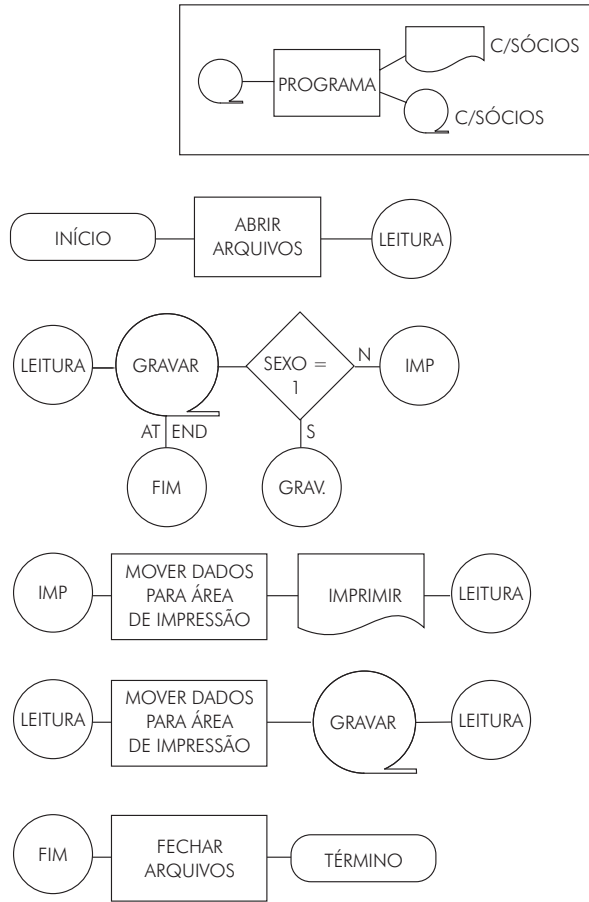 C/SÓCIOS
PROGRAMA
C/SÓCIOS
INÍCIO
ABRIR
ARQUIVOS
LEITURA
LEITURA
GRAVAR
SEXO =
1
N
IMP
AT END
S
FIM
GRAV.
IMP
MOVER DADOS
PARA ÁREA
DE IMPRESSÃO
IMPRIMIR
LEITURA
LEITURA
MOVER DADOS
PARA ÁREA
DE IMPRESSÃO
GRAVAR
LEITURA
FIM
FECHAR
ARQUIVOS
TÉRMINO